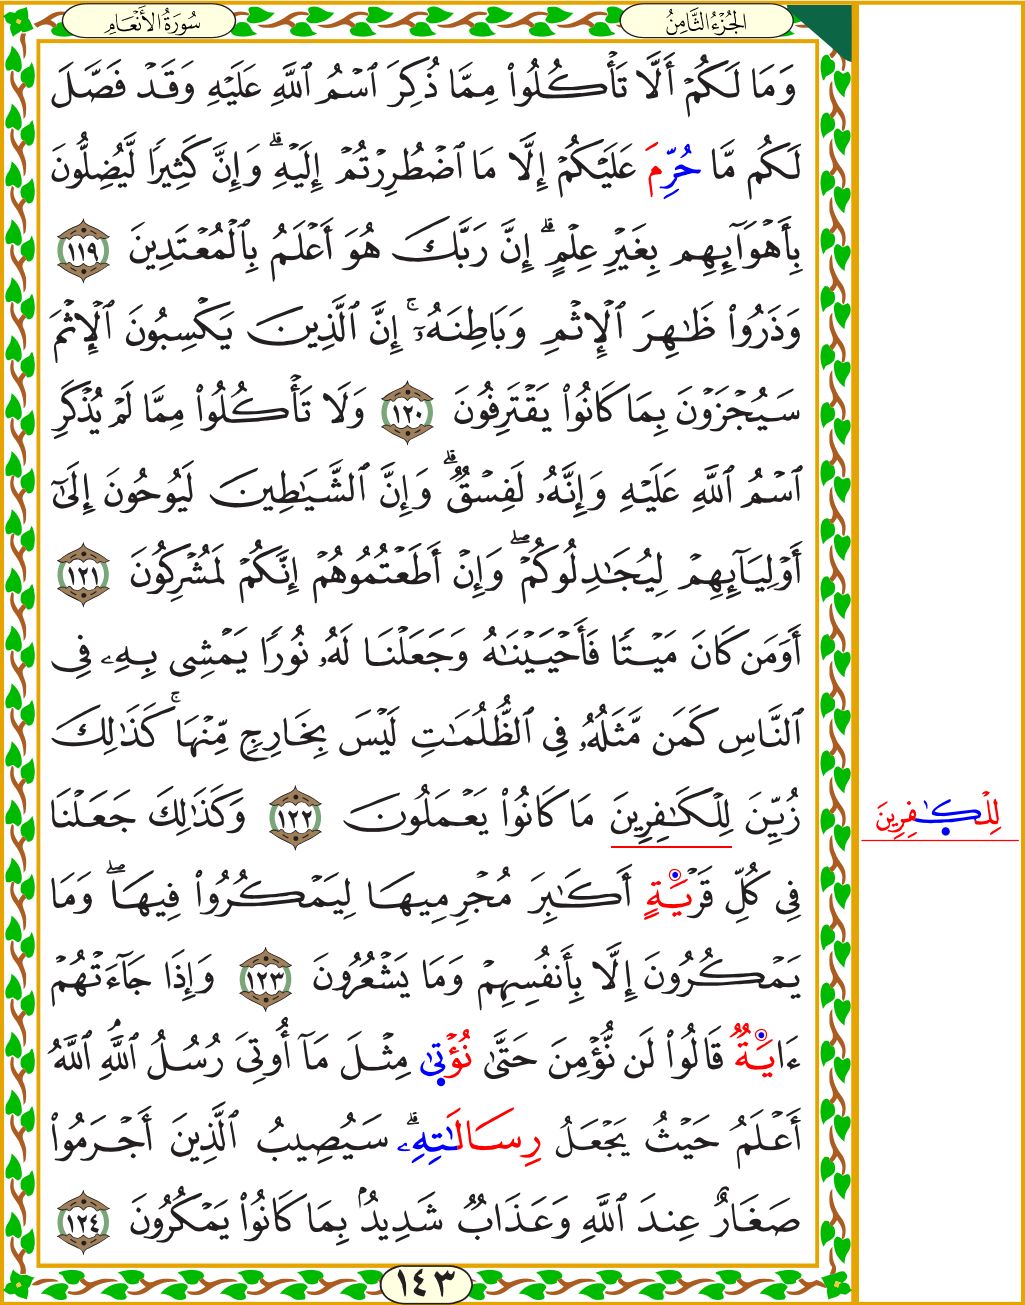 سُورَةُ الأَنْعَامِ
الجُزْءُ الثَّامِنُ
وَمَا لَكُمْ أَلَّا تَأْكُلُوا۟ مِمَّا ذُكِرَ ٱسْمُ ٱللَّهِ عَلَيْهِ وَقَدْ فَصَّلَ
لَكُم مَّا حُرِّمَ عَلَيْكُمْ إِلَّا مَا ٱضْطُرِرْتُمْ إِلَيْهِ ۗ وَإِنَّ كَثِيرًا لَّيُضِلُّونَ
بِأَهْوَآئِهِم بِغَيْرِ عِلْمٍ ۗ إِنَّ رَبَّكَ هُوَ أَعْلَمُ بِٱلْمُعْتَدِينَ ١١٩
وَذَرُوا۟ ظَـٰهِرَ ٱلْإِثْمِ وَبَاطِنَهُۥٓ ۚ إِنَّ ٱلَّذِينَ يَكْسِبُونَ ٱلْإِثْمَ
سَيُجْزَوْنَ بِمَا كَانُوا۟ يَقْتَرِفُونَ ١٢٠ وَلَا تَأْكُلُوا۟ مِمَّا لَمْ يُذْكَرِ
ٱسْمُ ٱللَّهِ عَلَيْهِ وَإِنَّهُۥ لَفِسْقٌ ۗ وَإِنَّ ٱلشَّيَـٰطِينَ لَيُوحُونَ إِلَىٰٓ
أَوْلِيَآئِهِمْ لِيُجَـٰدِلُوكُمْ ۖ وَإِنْ أَطَعْتُمُوهُمْ إِنَّكُمْ لَمُشْرِكُونَ ١٢١
أَوَمَن كَانَ مَيْتًا فَأَحْيَيْنَـٰهُ وَجَعَلْنَا لَهُۥ نُورًا يَمْشِى بِهِۦ فِى
ٱلنَّاسِ كَمَن مَّثَلُهُۥ فِى ٱلظُّلُمَـٰتِ لَيْسَ بِخَارِجٍ مِّنْهَا ۚ كَذَٰلِكَ
زُيِّنَ لِلْكَـٰفِرِينَ مَا كَانُوا۟ يَعْمَلُونَ ١٢٢ وَكَذَٰلِكَ جَعَلْنَا
لِلْكَـٰفِرِينَ
فِى كُلِّ قَرْيَةٍ أَكَـٰبِرَ مُجْرِمِيهَا لِيَمْكُرُوا۟ فِيهَا ۖ وَمَا
يَمْكُرُونَ إِلَّا بِأَنفُسِهِمْ وَمَا يَشْعُرُونَ ١٢٣ وَإِذَا جَآءَتْهُمْ
ءَايَةٌ قَالُوا۟ لَن نُّؤْمِنَ حَتَّىٰ نُؤْتَىٰ مِثْلَ مَآ أُوتِىَ رُسُلُ ٱللَّهِ ۘ ٱللَّهُ
أَعْلَمُ حَيْثُ يَجْعَلُ رِسَالَـٰتِهِۦ ۗ سَيُصِيبُ ٱلَّذِينَ أَجْرَمُوا۟
صَغَارٌ عِندَ ٱللَّهِ وَعَذَابٌ شَدِيدٌۢ بِمَا كَانُوا۟ يَمْكُرُونَ ١٢٤
١٤٣